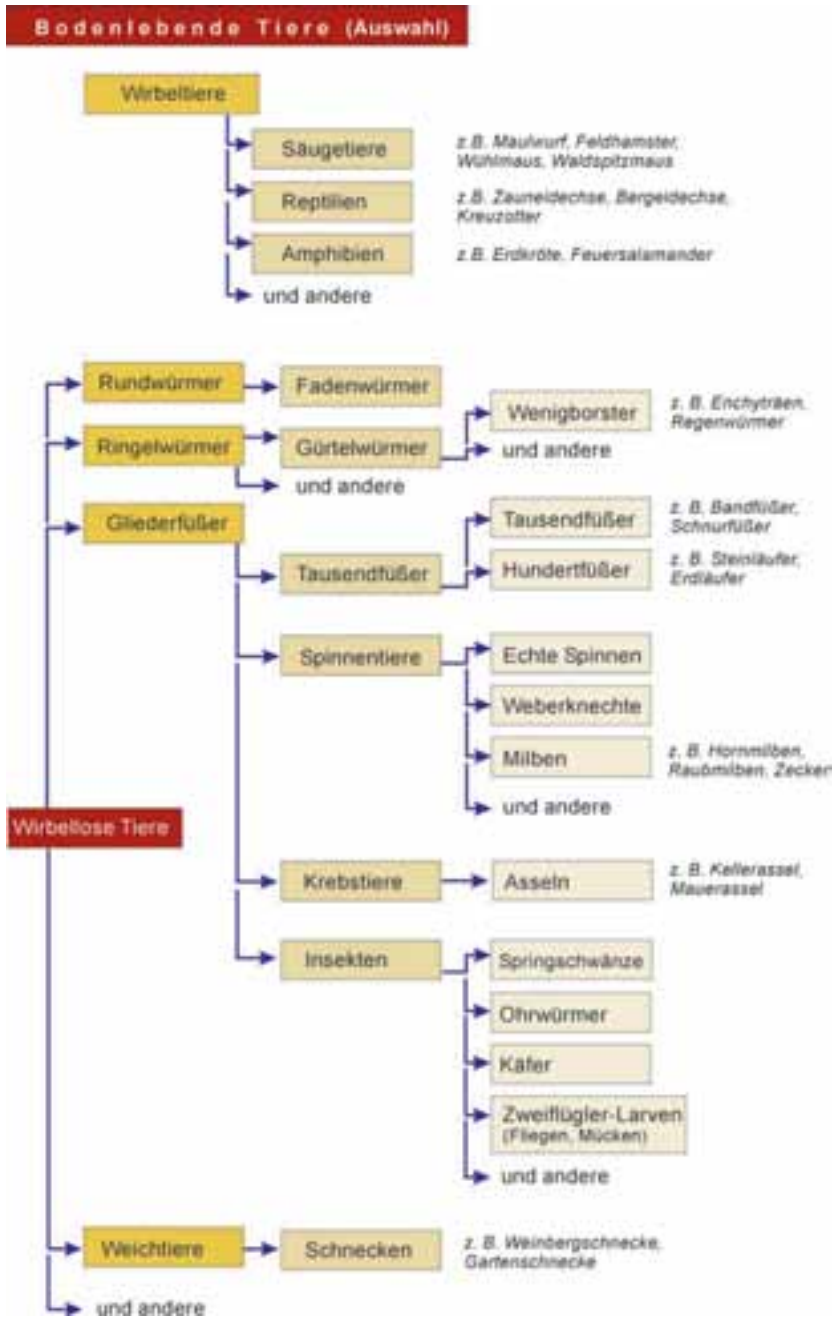 Bodenlebende Tiere (Auswahl)
Wirbeltiere
Säugetiere
z.B. Maulwurf, Feldhamster,
Wühlmaus, Waldspitzmaus
Reptilien
z.B. Zauneidechse, Bergeidechse,
Kreuzotter
Amphibien
z.B. Erdkröte, Feuersalamander
und andere
Rundwürmer
Fadenwürmer
Ringelwürmer
Gürtelwürmer
Wenigborster
z. B. Enchyträen,
Regenwürmer
und andere
und andere
Gliederfüßer
Tausendfüßer
Tausendfüßer
z. B. Bandfüßer,
Schnurfüßer
Hundertfüßer
z. B. Steinläufer,
Erdläufer
Spinnentiere
Echte Spinnen
Weberknechte
Milben
z. B. Hornmilben,
Raubmilben, Zecken
und andere
Wirbellose Tiere
Krebstiere
Asseln
z. B. Kellerassel,
Mauerassel
Insekten
Springschwänze
Ohrwürmer
Käfer
Zweiflügler-Larven
(Fliegen, Mücken)
und andere
Weichtiere
Schnecken
z. B. Weinbergschnecke,
Gartenschnecke
und andere